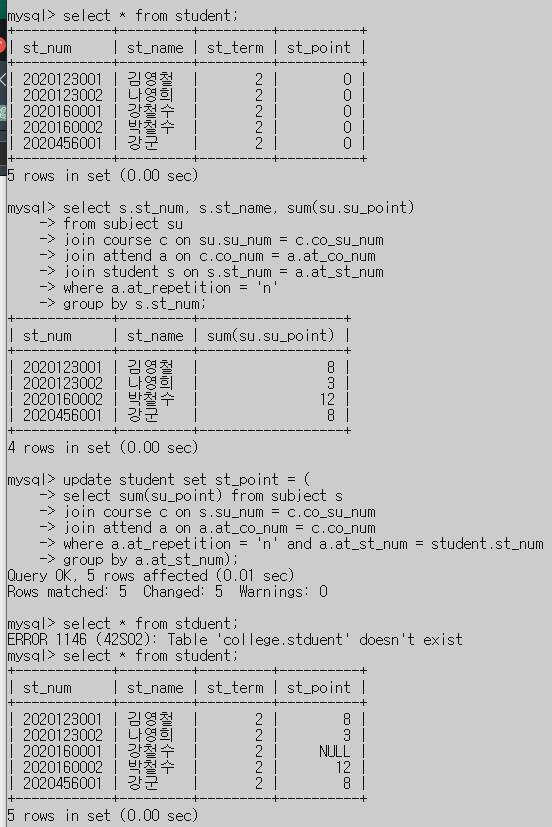 mysql> select * from student;
+------------+---------+---------+----------+
| st_num     | st_name | st_term | st_point |
+------------+---------+---------+----------+
| 2020123001 | 김영철  |       2 |        0 |
| 2020123002 | 나영희  |       2 |        0 |
| 2020160001 | 강철수  |       2 |        0 |
| 2020160002 | 박철수  |       2 |        0 |
| 2020456001 | 강군    |       2 |        0 |
+------------+---------+---------+----------+
5 rows in set (0.00 sec)
mysql> select s.st_num, s.st_name, sum(su.su_point)
    -> from subject su
    -> join course c on su.su_num = c.co_su_num
    -> join attend a on c.co_num = a.at_co_num
    -> join student s on s.st_num = a.at_st_num
    -> where a.at_repetition = 'n'
    -> group by s.st_num;
+------------+---------+------------------+
| st_num     | st_name | sum(su.su_point) |
+------------+---------+------------------+
| 2020123001 | 김영철  |                8 |
| 2020123002 | 나영희  |                3 |
| 2020160002 | 박철수  |               12 |
| 2020456001 | 강군    |                8 |
+------------+---------+------------------+
4 rows in set (0.00 sec)
mysql> update student set st_point = (
    -> select sum(su_point) from subject s
    -> join course c on s.su_num = c.co_su_num
    -> join attend a on a.at_co_num = c.co_num
    -> where a.at_repetition = 'n' and a.at_st_num = student.st_num
    -> group by a.at_st_num);
Query OK, 5 rows affected (0.01 sec)
Rows matched: 5  Changed: 5  Warnings: 0
mysql> select * from stduent;
ERROR 1146 (42S02): Table 'college.stduent' doesn't exist
mysql> select * from student;
+------------+---------+---------+----------+
| st_num     | st_name | st_term | st_point |
+------------+---------+---------+----------+
| 2020123001 | 김영철  |       2 |        8 |
| 2020123002 | 나영희  |       2 |        3 |
| 2020160001 | 강철수  |       2 |     NULL |
| 2020160002 | 박철수  |       2 |       12 |
| 2020456001 | 강군    |       2 |        8 |
+------------+---------+---------+----------+
5 rows in set (0.00 sec)